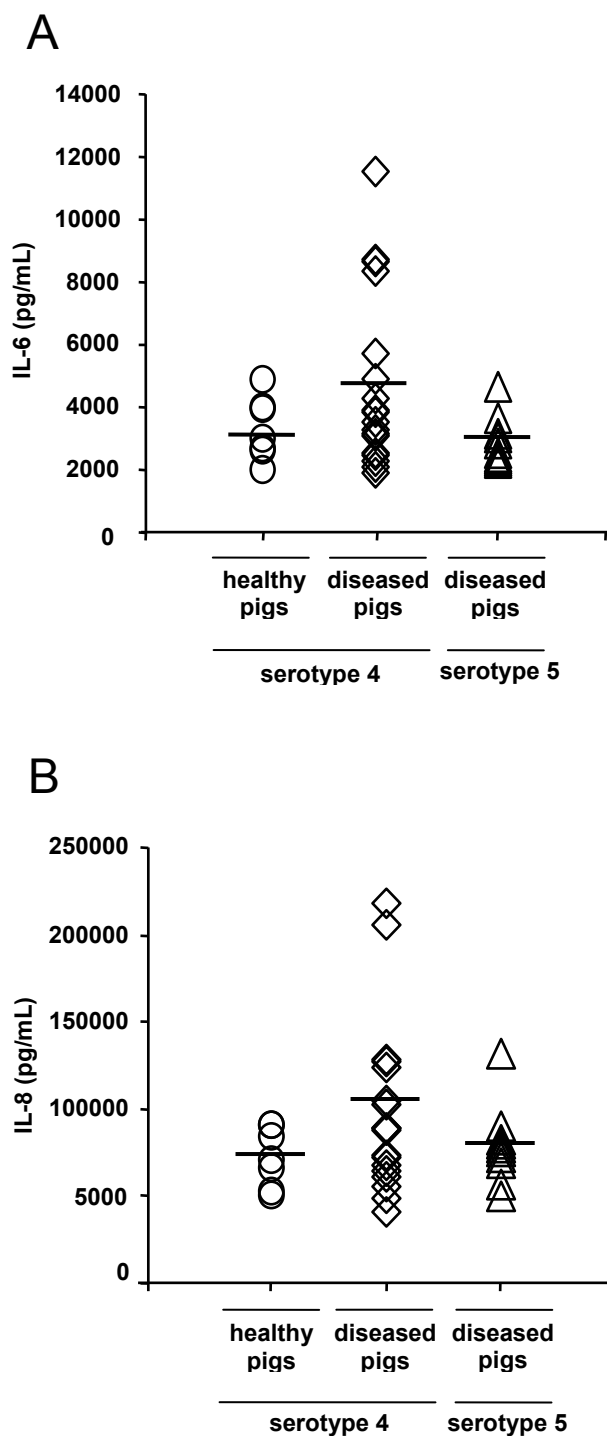 A
14000
12000
10000
8000
6000
4000
2000
0
IL-6 (pg/mL)
healthy pigs
diseased pigs
diseased pigs
serotype 4
serotype 5
B
250000
200000
150000
100000
5000
0
IL-8 (pg/mL)
healthy pigs
diseased pigs
diseased pigs
serotype 4
serotype 5